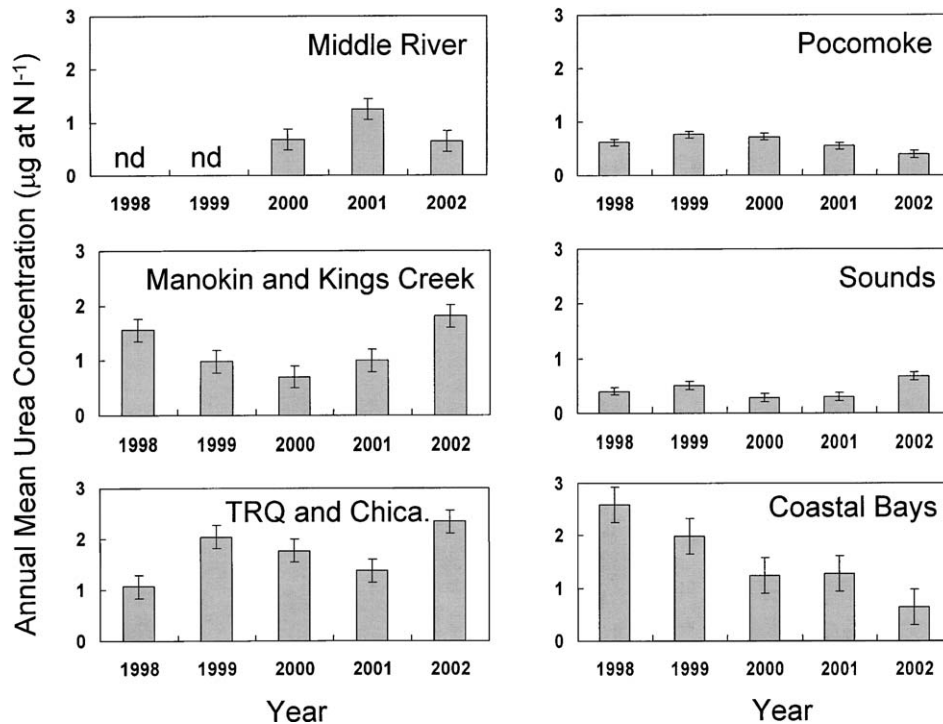 Annual Mean Urea Concentration (µg at N l-1)
Middle River
3
2
1
0
nd nd
1998 1999 2000 2001 2002
Pocomoke
3
2
1
0
1998 1999 2000 2001 2002
Manokin and Kings Creek
3
2
1
0
1998 1999 2000 2001 2002
Sounds
3
2
1
0
1998 1999 2000 2001 2002
TRQ and Chica.
3
2
1
0
1998 1999 2000 2001 2002
Year
Coastal Bays
3
2
1
0
1998 1999 2000 2001 2002
Year